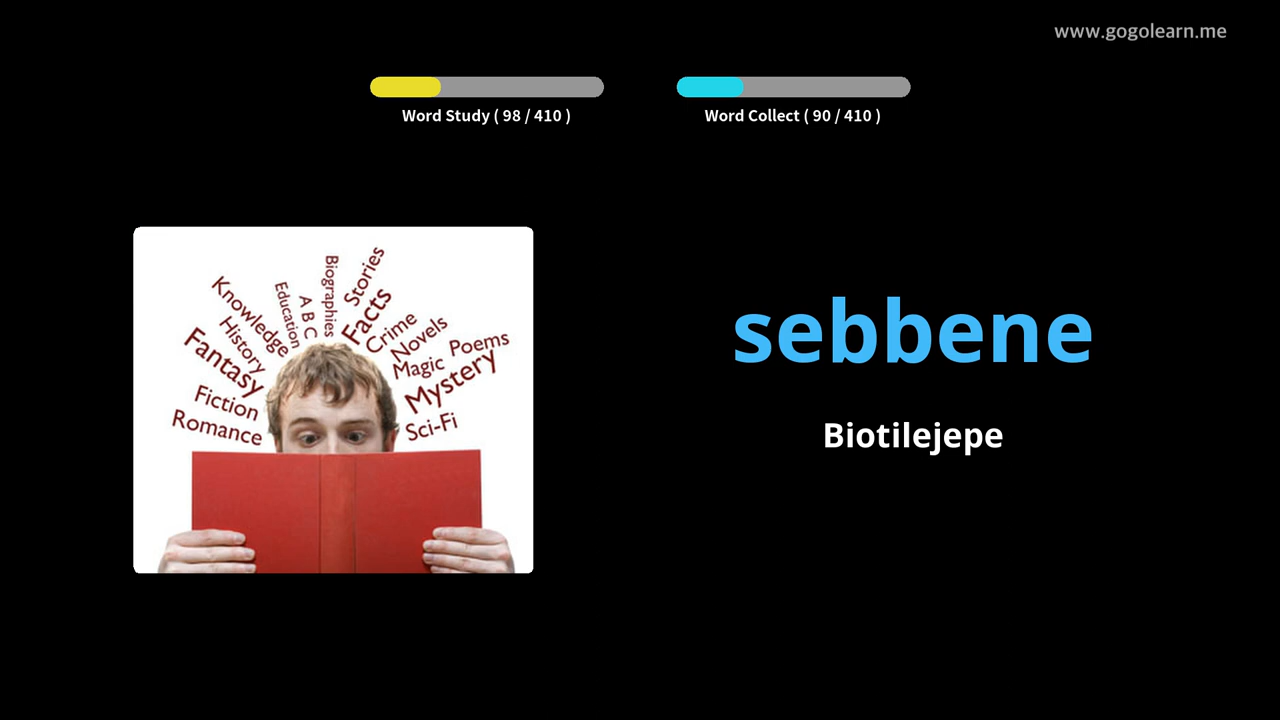 www.gogolearn.me
Word Study ( 98 / 410 )
Word Collect ( 90 / 410 )
Biographies
Stories
Knowledge
Education
A B C
Facts
Crime
History
Novels
Poems
Fantasy
Magic
Mystery
Fiction
Romance
Sci-Fi
sebbene
Biotilejepe